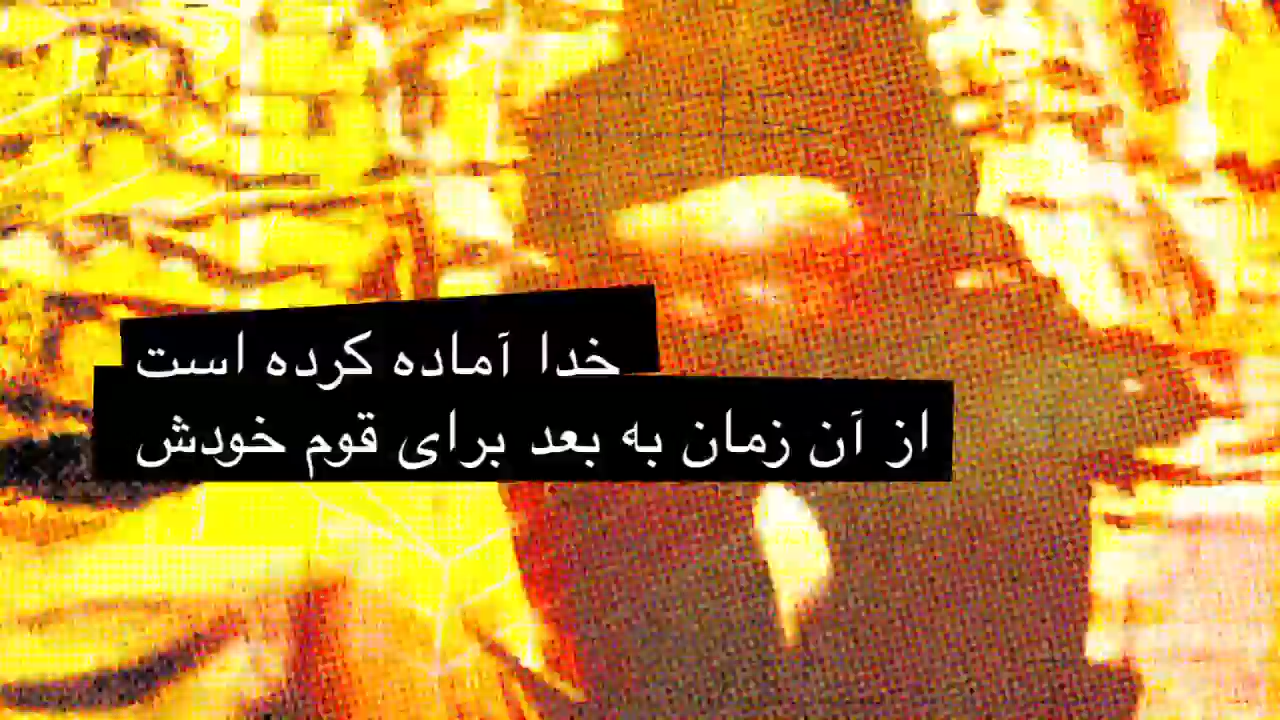 خدا آماده کرده است
از آن زمان به بعد برای قوم خودش